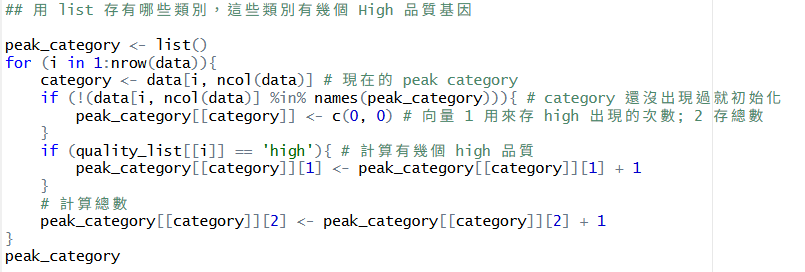 ## 用 list 存有哪些類別，這些類別有幾個 High 品質基因
peak_category <- list()
for (i in 1:nrow(data)){
    category <- data[i, ncol(data)] # 現在的 peak category
    if (!(data[i, ncol(data)] %in% names(peak_category))){ # category 還沒出現過就初始化
        peak_category[[category]] <- c(0, 0) # 向量 1 用來存 high 出現的次數; 2 存總數
    }
    if (quality_list[[i]] == 'high'){ # 計算有幾個 high 品質
        peak_category[[category]][1] <- peak_category[[category]][1] + 1
    }
    # 計算總數
    peak_category[[category]][2] <- peak_category[[category]][2] + 1
}
peak_category